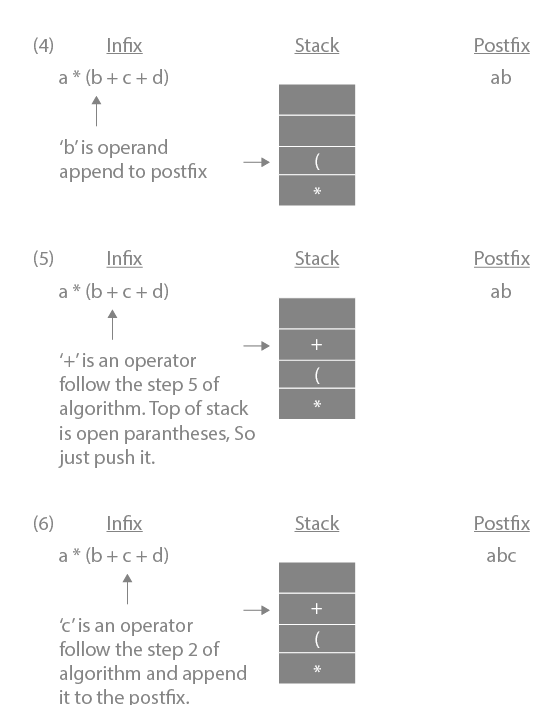 (4) Infix Stack Postfix
a * (b + c + d) ab
'b' is operand
append to postfix
(
*
(5) Infix Stack Postfix
a * (b + c + d) ab
'+' is an operator
follow the step 5 of
algorithm. Top of stack
is open parantheses, So
just push it.
+
(
*
(6) Infix Stack Postfix
a * (b + c + d) abc
'c' is an operator
follow the step 2 of
algorithm and append
it to the postfix.
+
(
*